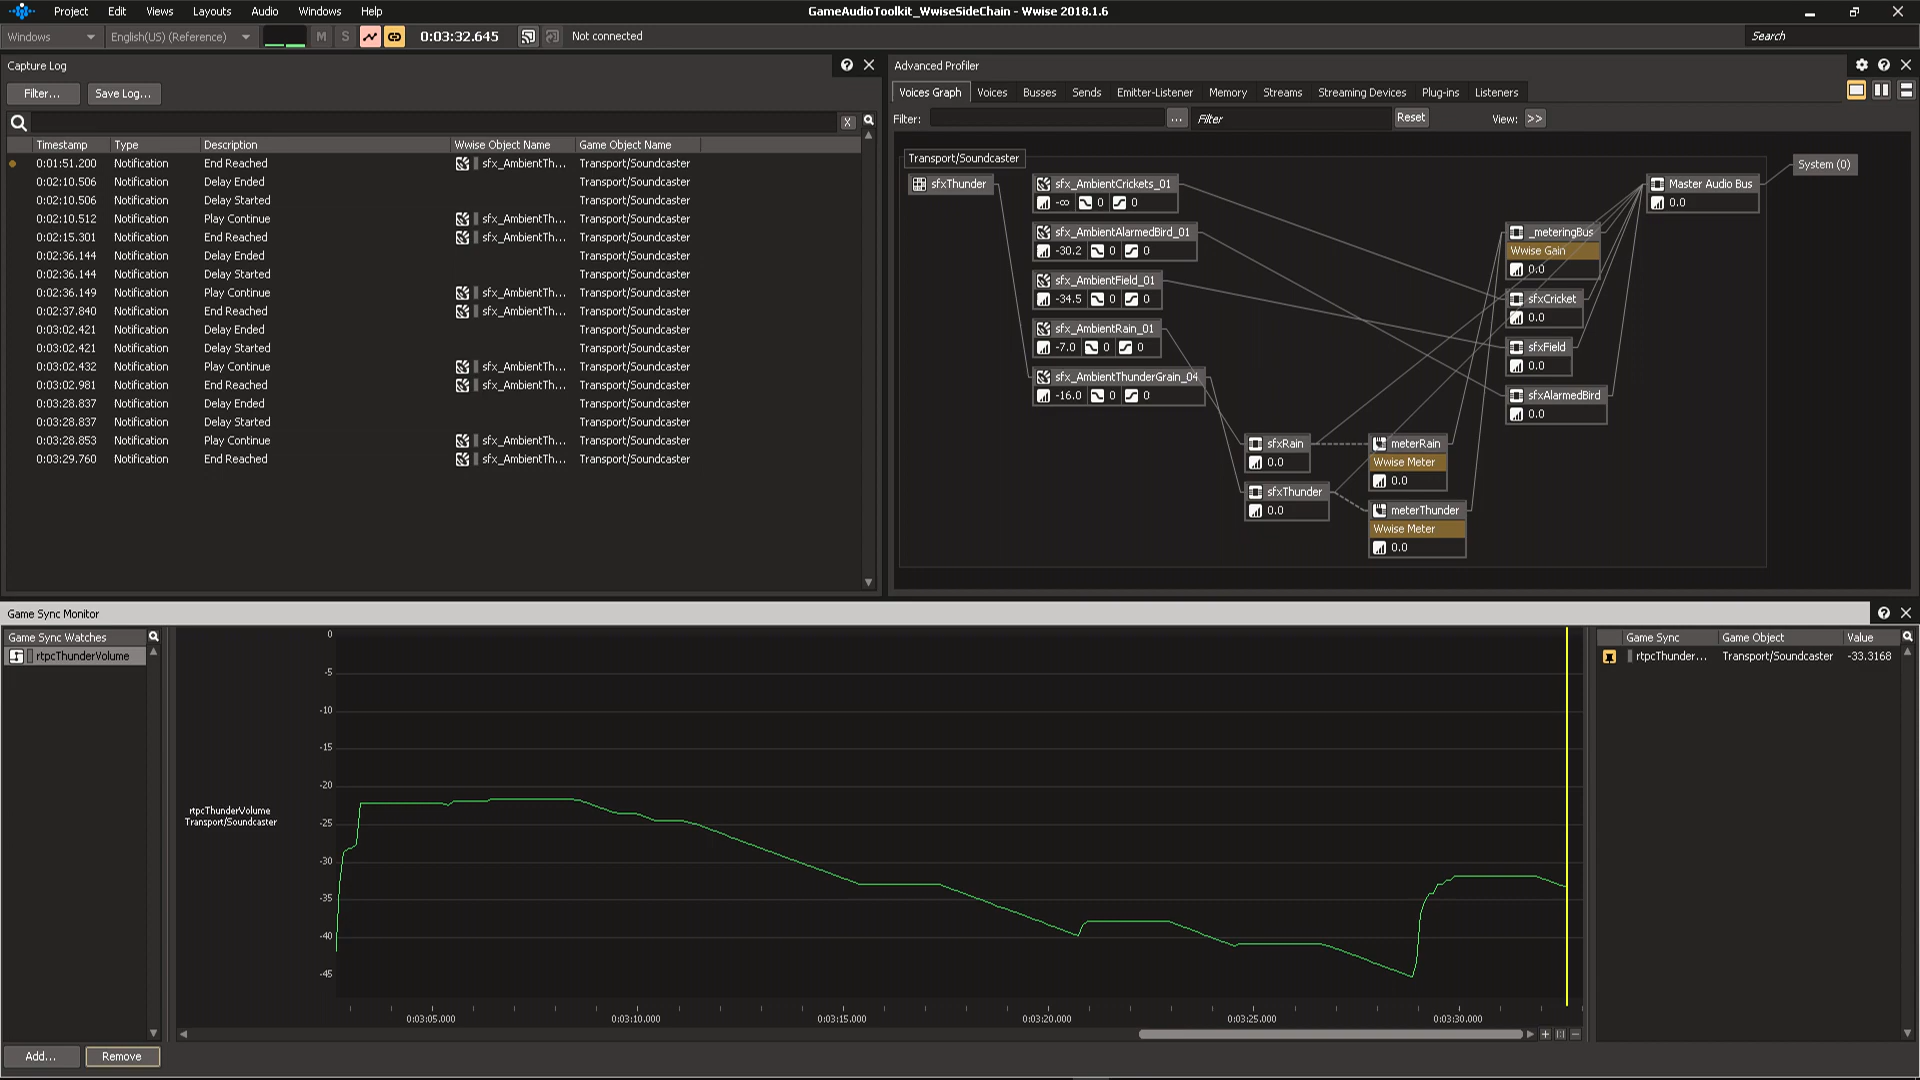 Project Edit Views Layouts Audio Windows Help
GameAudioToolkit_WwiseSideChain - Wwise 2018.1.6
Windows English(US) (Reference) M S 0:03:32.645 Not connected Search
Capture Log
Filter... Save Log...
X
Timestamp Type Description Wwise Object Name Game Object Name
0:01:51.200 Notification End Reached sfx_AmbientTh... Transport/Soundcaster
0:02:10.506 Notification Delay Ended Transport/Soundcaster
0:02:10.506 Notification Delay Started Transport/Soundcaster
0:02:10.512 Notification Play Continue sfx_AmbientTh... Transport/Soundcaster
0:02:15.301 Notification End Reached sfx_AmbientTh... Transport/Soundcaster
0:02:36.144 Notification Delay Ended Transport/Soundcaster
0:02:36.144 Notification Delay Started Transport/Soundcaster
0:02:36.149 Notification Play Continue sfx_AmbientTh... Transport/Soundcaster
0:02:37.840 Notification End Reached sfx_AmbientTh... Transport/Soundcaster
0:03:02.421 Notification Delay Ended Transport/Soundcaster
0:03:02.421 Notification Delay Started Transport/Soundcaster
0:03:02.432 Notification Play Continue sfx_AmbientTh... Transport/Soundcaster
0:03:02.981 Notification End Reached sfx_AmbientTh... Transport/Soundcaster
0:03:28.837 Notification Delay Ended Transport/Soundcaster
0:03:28.837 Notification Delay Started Transport/Soundcaster
0:03:28.853 Notification Play Continue sfx_AmbientTh... Transport/Soundcaster
0:03:29.760 Notification End Reached sfx_AmbientTh... Transport/Soundcaster
Advanced Profiler
Voices Graph Voices Busses Sends Emitter-Listener Memory Streams Streaming Devices Plug-ins Listeners
Filter: ... Filter Reset View: >>
Transport/Soundcaster
sfxThunder
sfx_AmbientCrickets_01
-∞ 0 0
sfx_AmbientAlarmedBird_01
-30.2 0 0
sfx_AmbientField_01
-34.5 0 0
sfx_AmbientRain_01
-7.0 0 0
sfx_AmbientThunderGrain_04
-16.0 0 0
sfxRain
0.0
sfxThunder
0.0
meterRain
Wwise Meter
0.0
meterThunder
Wwise Meter
0.0
_meteringBus
Wwise Gain
0.0
sfxCricket
0.0
sfxField
0.0
sfxAlarmedBird
0.0
Master Audio Bus
0.0
System (0)
Game Sync Monitor
Game Sync Watches
rtpcThunderVolume
rtpcThunderVolume
Transport/Soundcaster
0
-5
-10
-15
-20
-25
-30
-35
-40
-45
0:03:05.000 0:03:10.000 0:03:15.000 0:03:20.000 0:03:25.000 0:03:30.000
Game Sync Game Object Value
rtpcThunder... Transport/Soundcaster -33.3168
Add... Remove